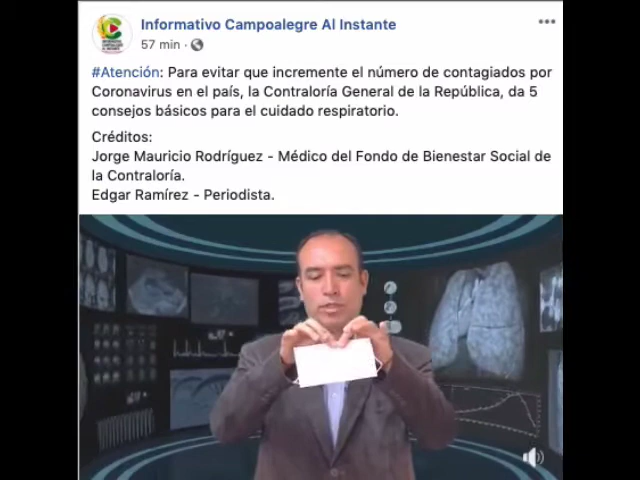 Informativo Campoalegre Al Instante
57 min ·
#Atención: Para evitar que incremente el número de contagiados por
Coronavirus en el país, la Contraloría General de la República, da 5
consejos básicos para el cuidado respiratorio.
Créditos:
Jorge Mauricio Rodríguez - Médico del Fondo de Bienestar Social de
la Contraloría.
Edgar Ramírez - Periodista.